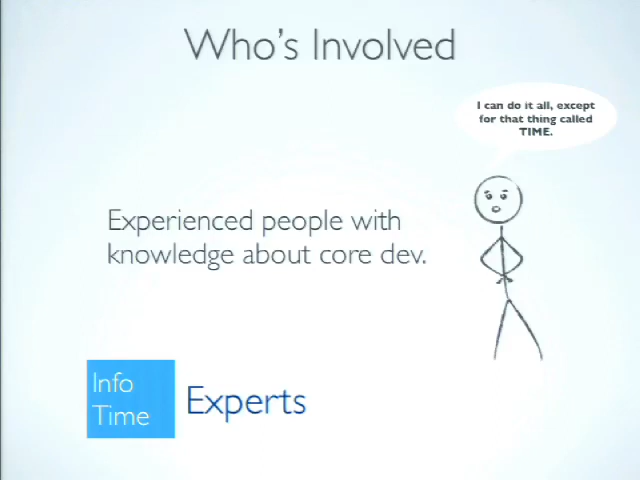 Who's Involved
I can do it all, except
for that thing called
TIME.
Experienced people with
knowledge about core dev.
Info
Time
Experts